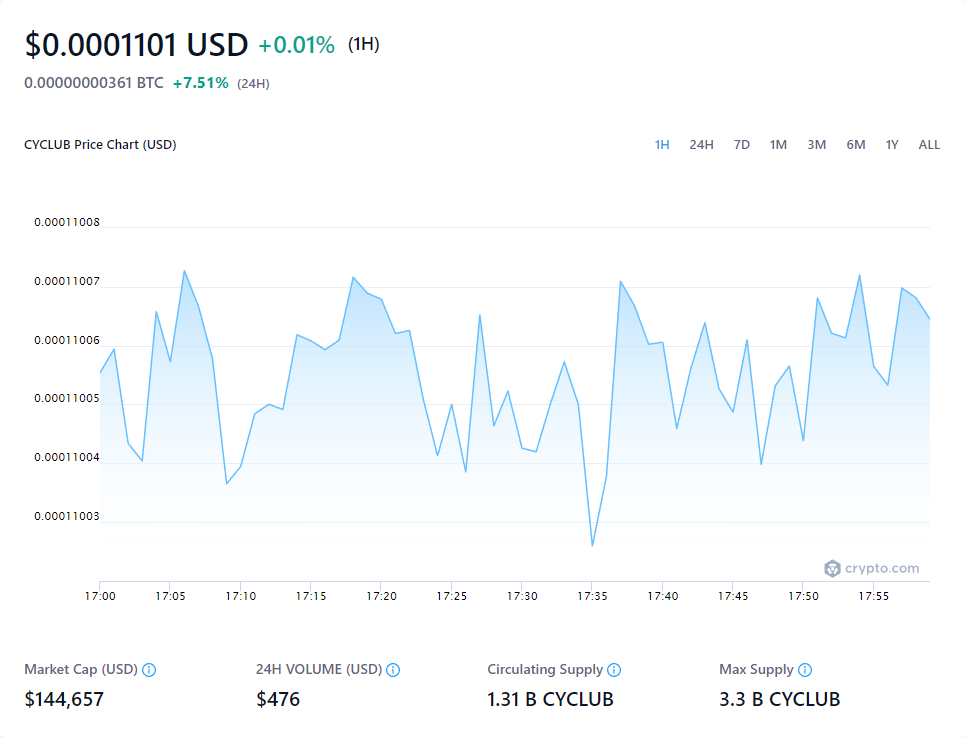 $0.0001101 USD +0.01% (1H)
0.00000000361 BTC +7.51% (24H)
CYCLUB Price Chart (USD) 1H 24H 7D 1M 3M 6M 1Y ALL
0.00011008
0.00011007
0.00011006
0.00011005
0.00011004
0.00011003
crypto.com
17:00 17:05 17:10 17:15 17:20 17:25 17:30 17:35 17:40 17:45 17:50 17:55
Market Cap (USD) 24H VOLUME (USD) Circulating Supply Max Supply
$144,657 $476 1.31 B CYCLUB 3.3 B CYCLUB